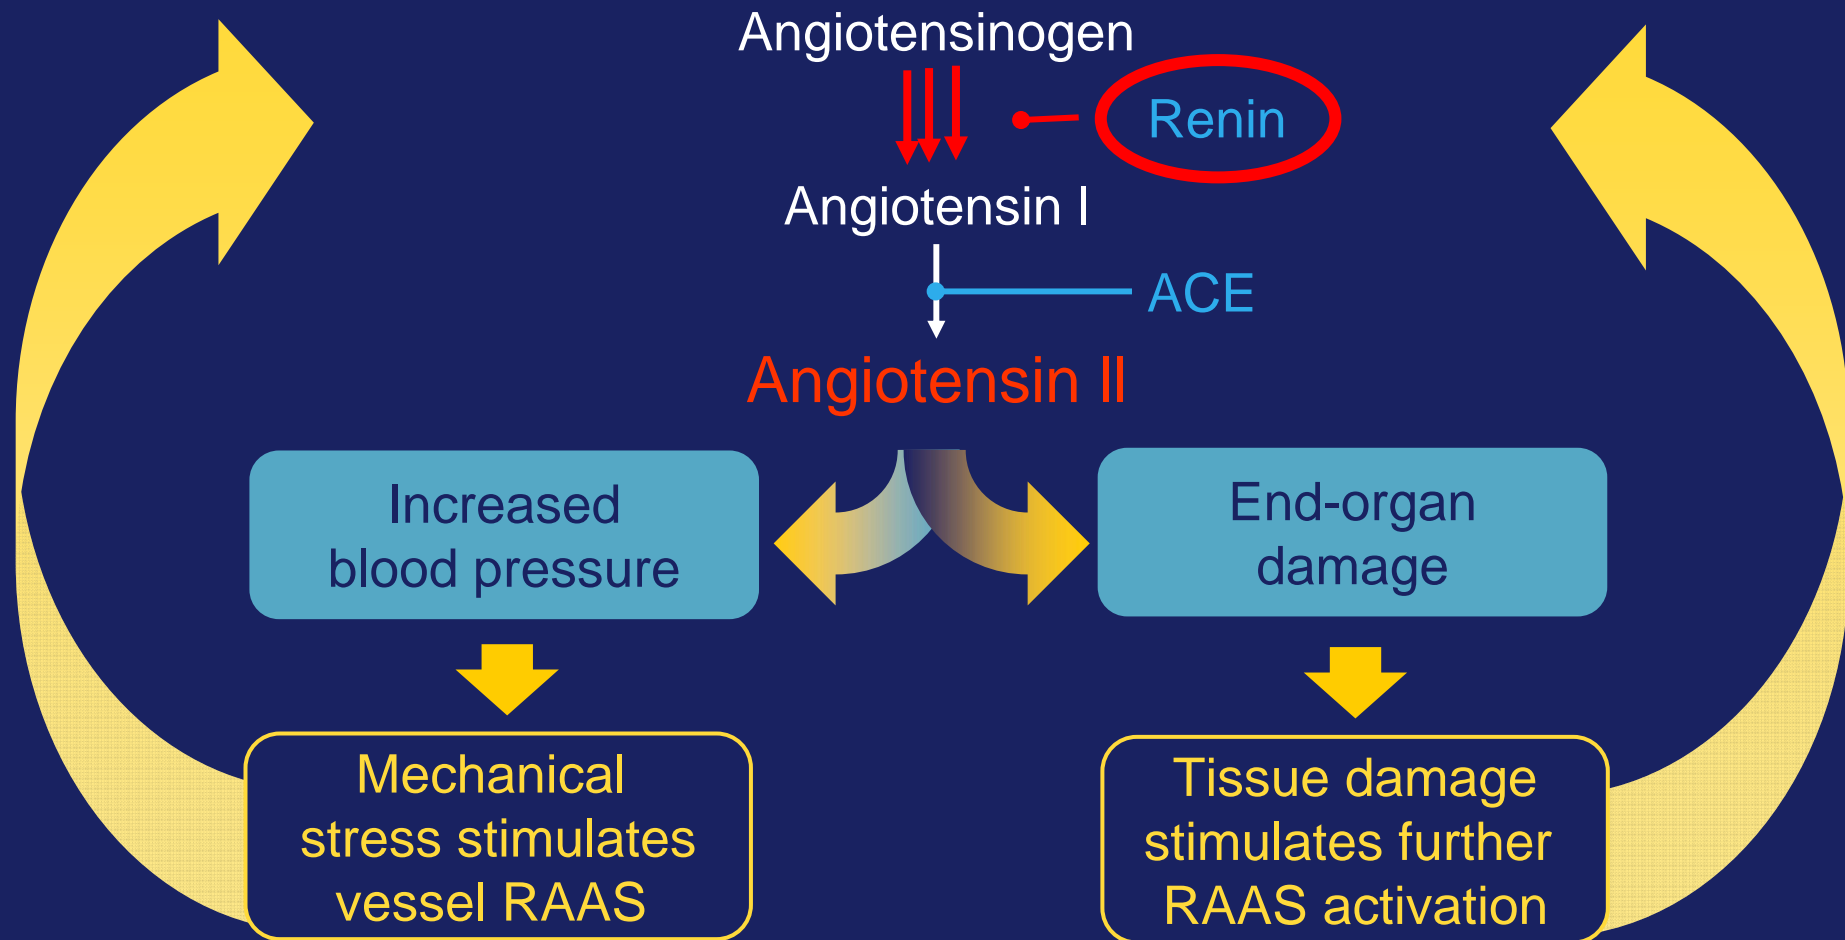 Angiotensinogen
Renin
Angiotensin I
ACE
Angiotensin II
Increased
blood pressure
End-organ
damage
Mechanical
stress stimulates
vessel RAAS
Tissue damage
stimulates further
RAAS activation